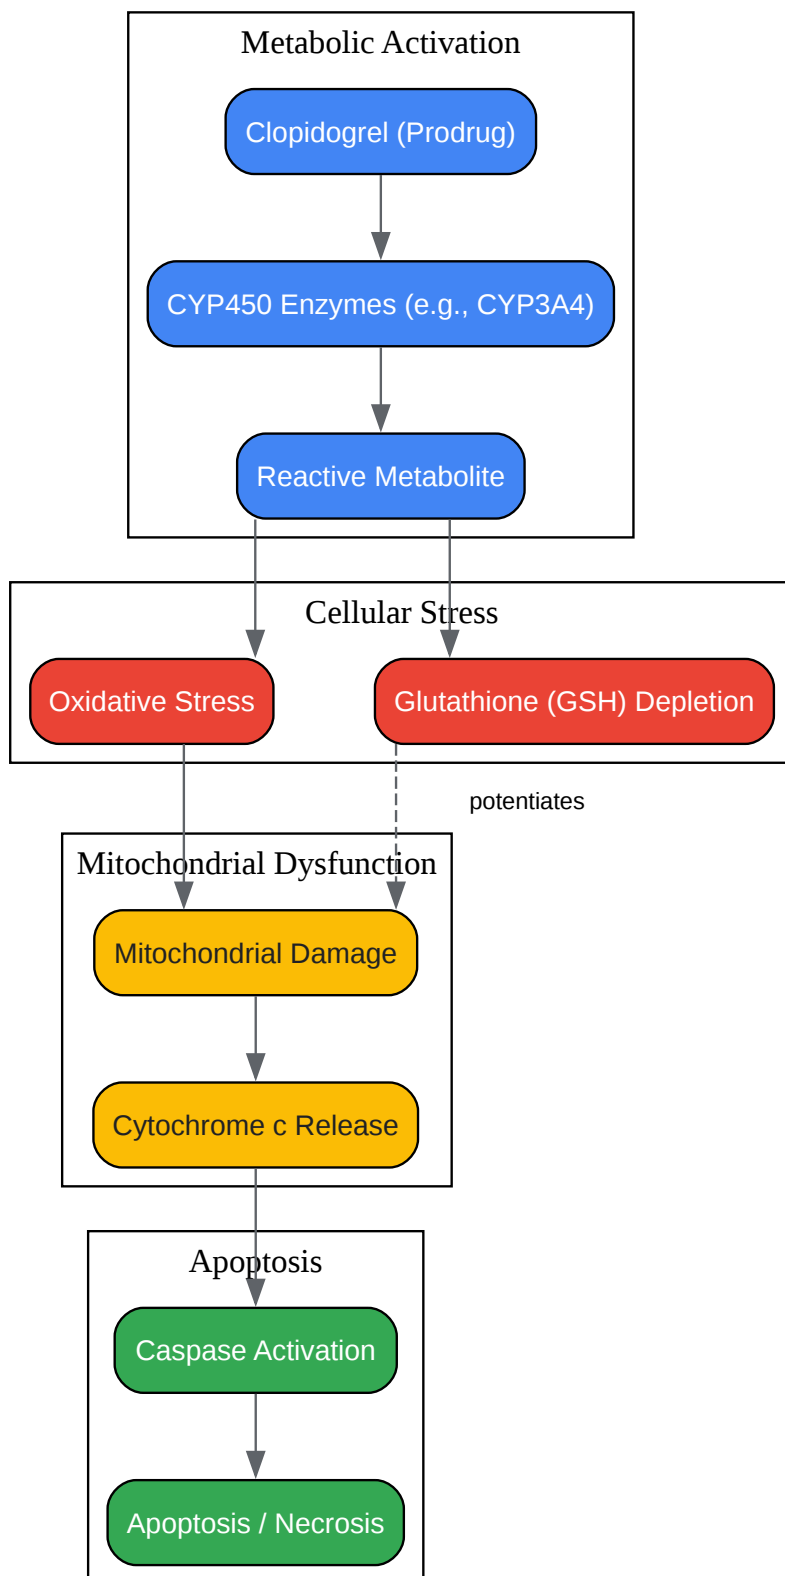 Metabolic Activation
Clopidogrel (Prodrug)
CYP450 Enzymes (e.g., CYP3A4)
Reactive Metabolite
Cellular Stress
Oxidative Stress
Glutathione (GSH) Depletion
potentiates
Mitochondrial Dysfunction
Mitochondrial Damage
Cytochrome c Release
Apoptosis
Caspase Activation
Apoptosis / Necrosis